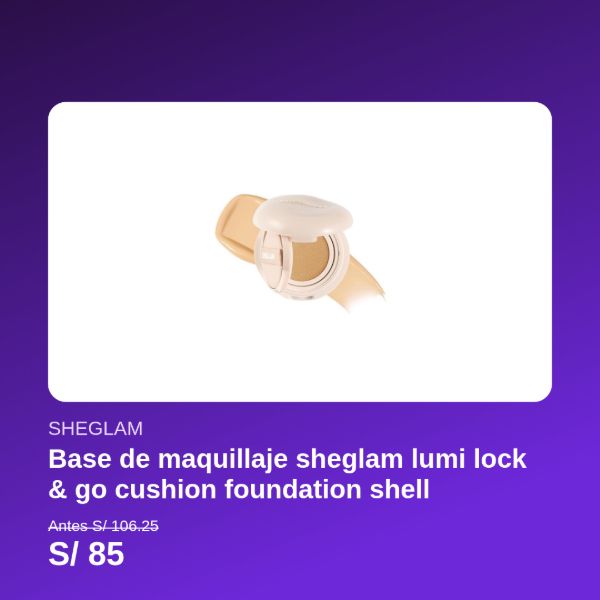 SHEGLAM
Base de maquillaje sheglam lumi lock
& go cushion foundation shell
Antes S/ 106.25
S/ 85